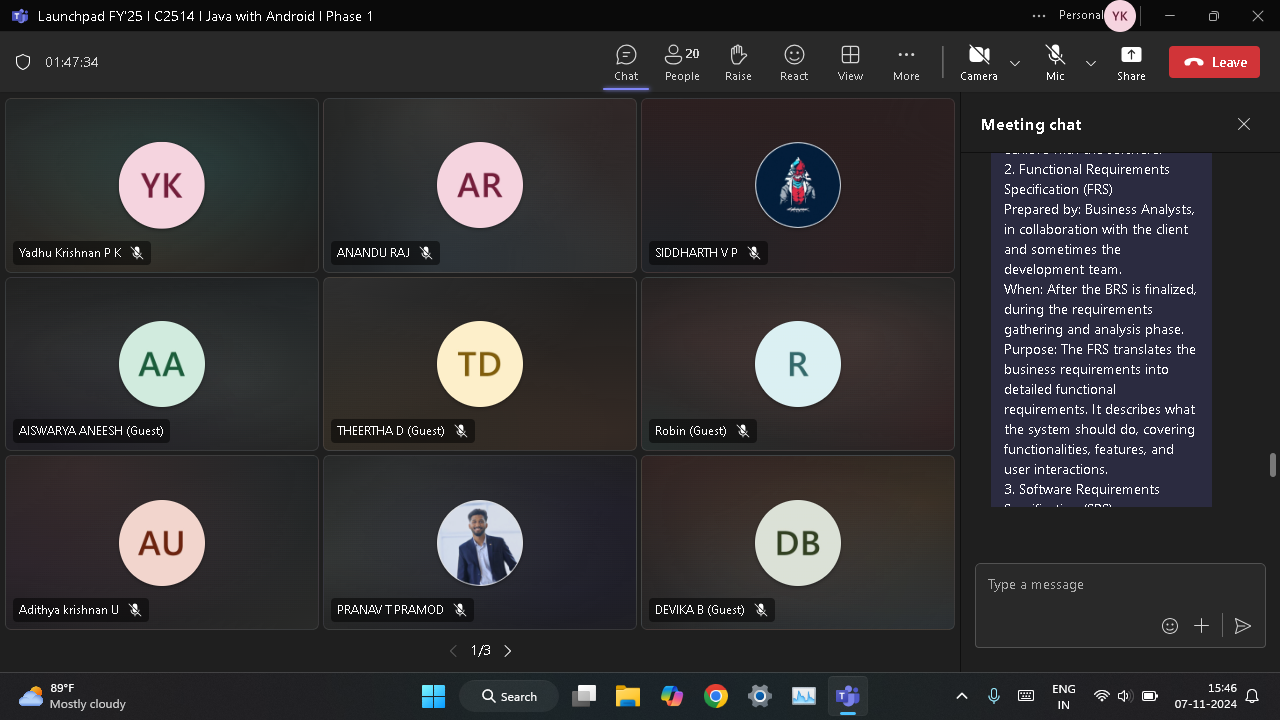 Launchpad FY'25 | C2514 | Java with Android | Phase 1
Personal
YK
01:47:34
Chat
20
People
Raise
React
View
More
Camera
Mic
Share
Leave
YK
Yadhu Krishnan P K
AR
ANANDU RAJ
SIDDHARTH V P
AA
AISWARYA ANEESH (Guest)
TD
THEERTHA D (Guest)
R
Robin (Guest)
AU
Adithya krishnan U
PRANAV T PRAMOD
DB
DEVIKA B (Guest)
1/3
Meeting chat
2. Functional Requirements
Specification (FRS)
Prepared by: Business Analysts,
in collaboration with the client
and sometimes the
development team.
When: After the BRS is finalized,
during the requirements
gathering and analysis phase.
Purpose: The FRS translates the
business requirements into
detailed functional
requirements. It describes what
the system should do, covering
functionalities, features, and
user interactions.
3. Software Requirements
Specification (SRS)
Type a message
89°F
Mostly cloudy
Search
ENG
IN
15:46
07-11-2024